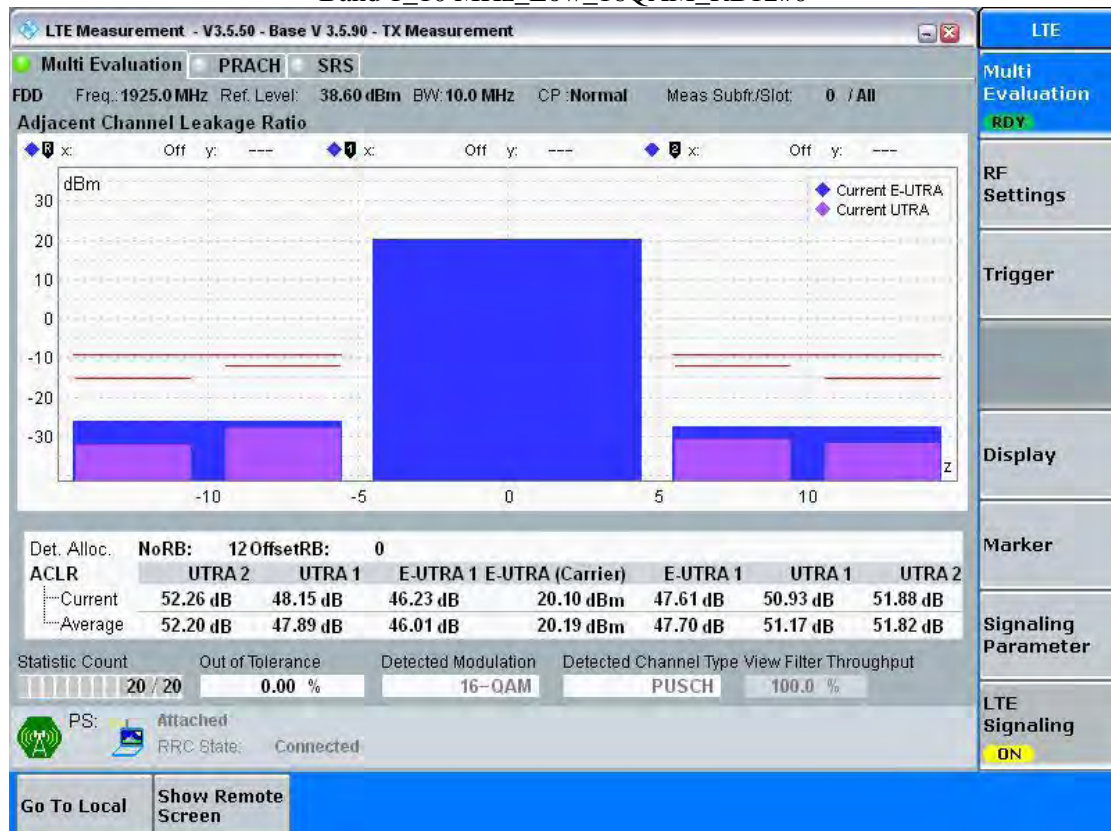 LTE Measurement - V3.5.50 - Base V 3.5.90 - TX Measurement
LTE
Multi Evaluation PRACH SRS
Multi Evaluation
RDY
FDD Freq.: 1925.0 MHz Ref. Level: 38.60 dBm BW: 10.0 MHz CP :Normal Meas Subfr./Slot: 0 / All
Adjacent Channel Leakage Ratio
R x: Off y: --- 1 x: Off y: --- 2 x: Off y: ---
dBm
Current E-UTRA
Current UTRA
30
20
10
0
-10
-20
-30
z
-10 -5 0 5 10
RF Settings
Trigger
Display
Marker
Signaling Parameter
LTE Signaling
ON
Det. Alloc. NoRB: 12 OffsetRB: 0
ACLR UTRA 2 UTRA 1 E-UTRA 1 E-UTRA (Carrier) E-UTRA 1 UTRA 1 UTRA 2
Current 52.26 dB 48.15 dB 46.23 dB 20.10 dBm 47.61 dB 50.93 dB 51.88 dB
Average 52.20 dB 47.89 dB 46.01 dB 20.19 dBm 47.70 dB 51.17 dB 51.82 dB
Statistic Count Out of Tolerance Detected Modulation Detected Channel Type View Filter Throughput
20 / 20 0.00 % 16-QAM PUSCH 100.0 %
PS: Attached
RRC State: Connected
Go To Local
Show Remote Screen